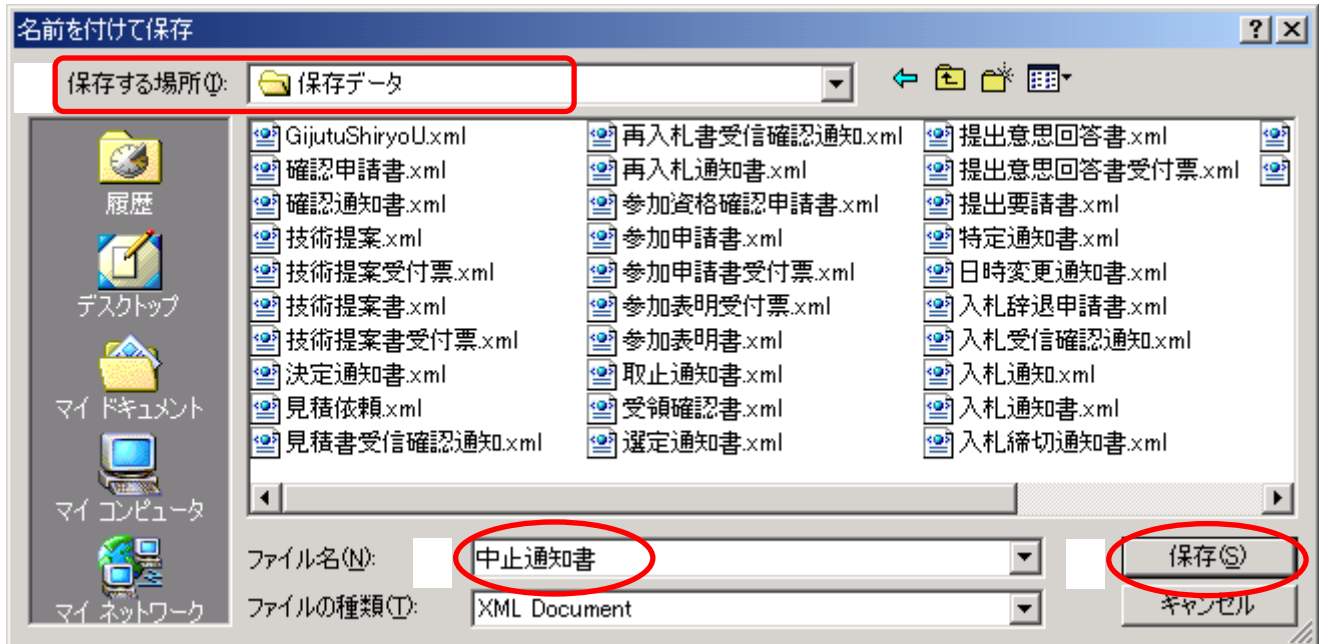 名前を付けて保存
保存する場所(I):
保存データ
履歴
デスクトップ
マイ ドキュメント
マイ コンピュータ
マイ ネットワーク
GijutuShiryoU.xml
確認申請書.xml
確認通知書.xml
技術提案.xml
技術提案受付票.xml
技術提案書.xml
技術提案書受付票.xml
決定通知書.xml
見積依頼.xml
見積書受信確認通知.xml
再入札書受信確認通知.xml
再入札通知書.xml
参加資格確認申請書.xml
参加申請書.xml
参加申請書受付票.xml
参加表明受付票.xml
参加表明書.xml
取止通知書.xml
受領確認書.xml
選定通知書.xml
提出意思回答書.xml
提出意思回答書受付票.xml
提出要請書.xml
特定通知書.xml
日時変更通知書.xml
入札辞退申請書.xml
入札受信確認通知.xml
入札通知.xml
入札通知書.xml
入札締切通知書.xml
ファイル名(N):
中止通知書
保存(S)
ファイルの種類(T):
XML Document
キャンセル